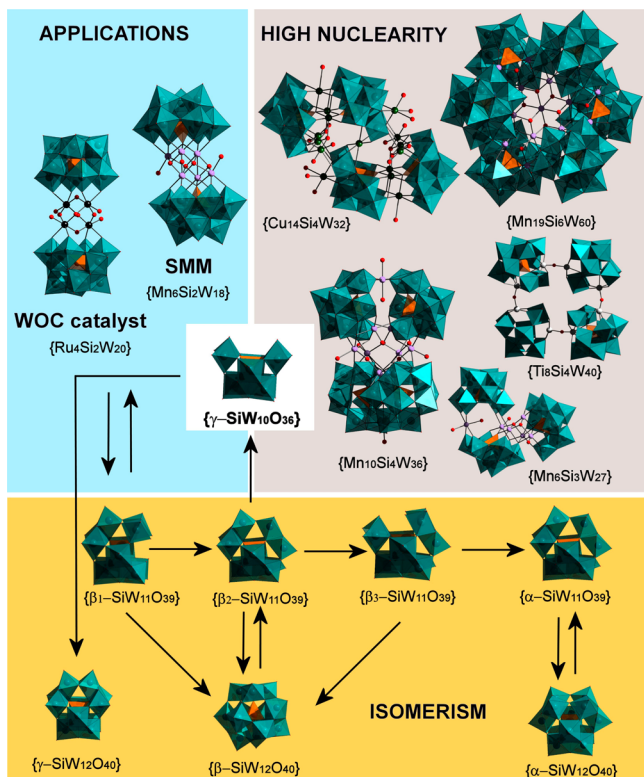 APPLICATIONS
HIGH NUCLEARITY
{Cu14Si4W32}
{Mn19Si6W60}
SMM
{Mn6Si2W18}
WOC catalyst
{Ru4Si2W20}
{γ–SiW10O36}
{Ti8Si4W40}
{Mn10Si4W36}
{Mn6Si3W27}
{β1–SiW11O39}
{β2–SiW11O39}
{β3–SiW11O39}
{α–SiW11O39}
ISOMERISM
{γ–SiW12O40}
{β–SiW12O40}
{α–SiW12O40}